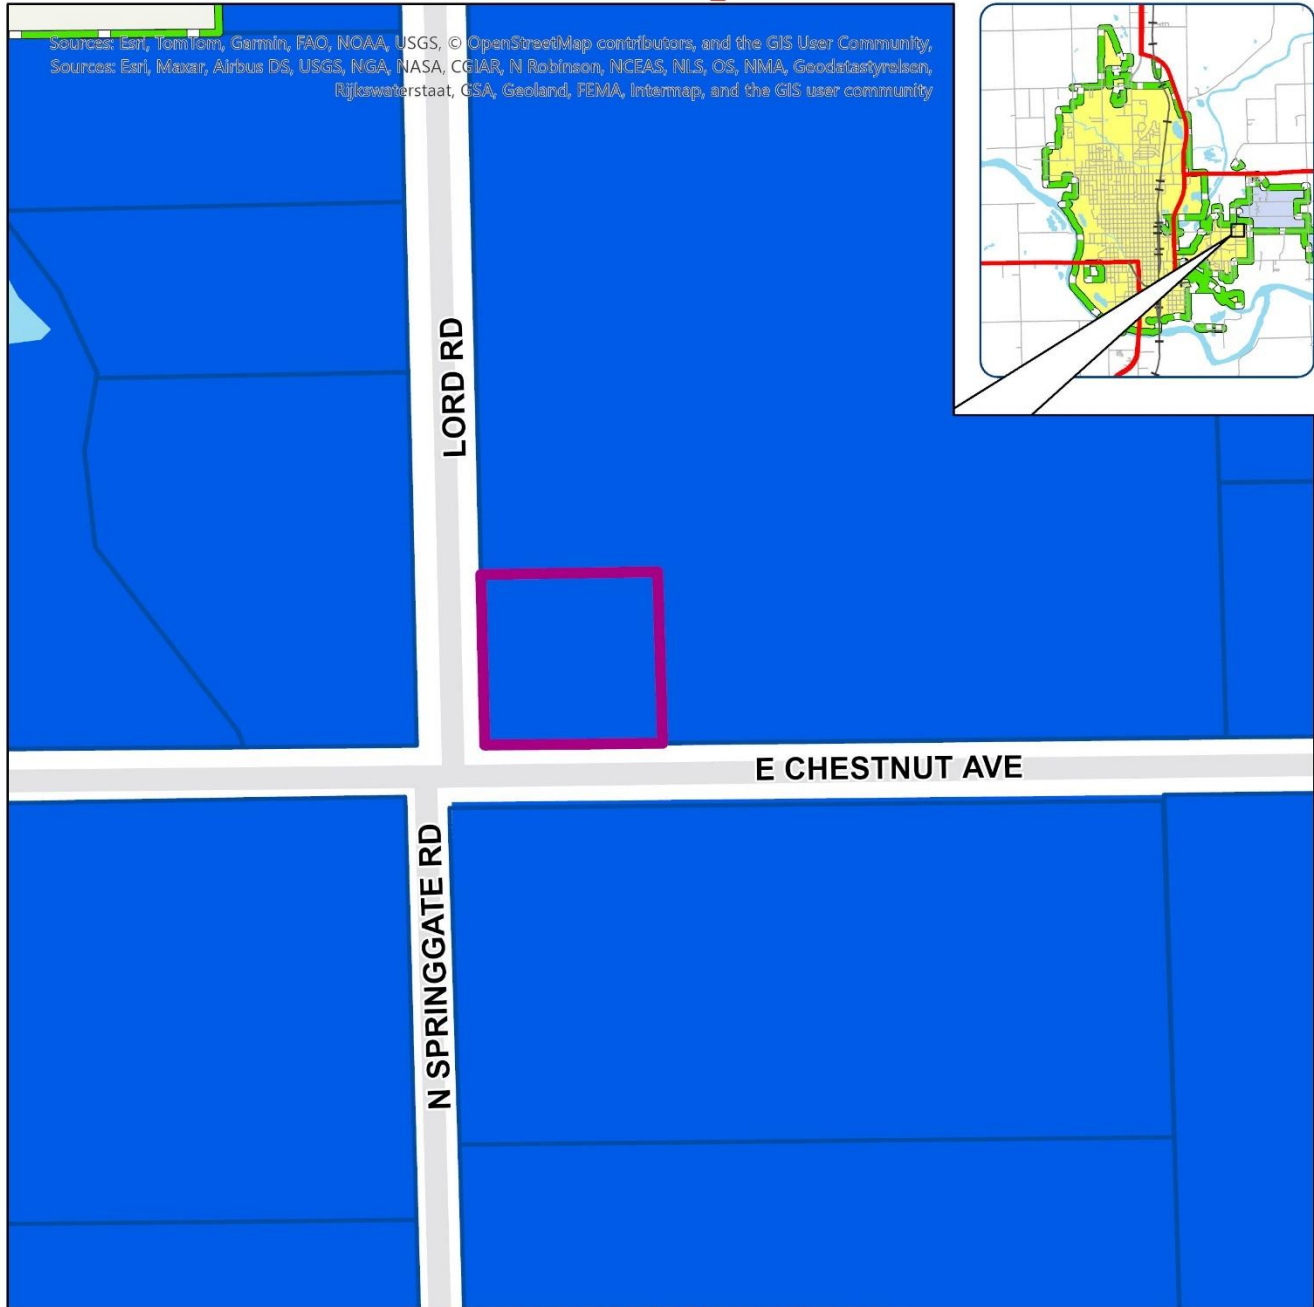 Sources: Esri, TomTom, Garmin, FAO, NOAA, USGS, © OpenStreetMap contributors, and the GIS User Community,
Sources: Esri, Maxar, Airbus DS, USGS, NGA, NASA, CGIAR, N Robinson, NCEAS, NLS, OS, NMA, Geodatastyrelsen,
Rijkswaterstaat, GSA, Geoland, FEMA, Intermap, and the GIS user community
LORD RD
E CHESTNUT AVE
N SPRINGGATE RD